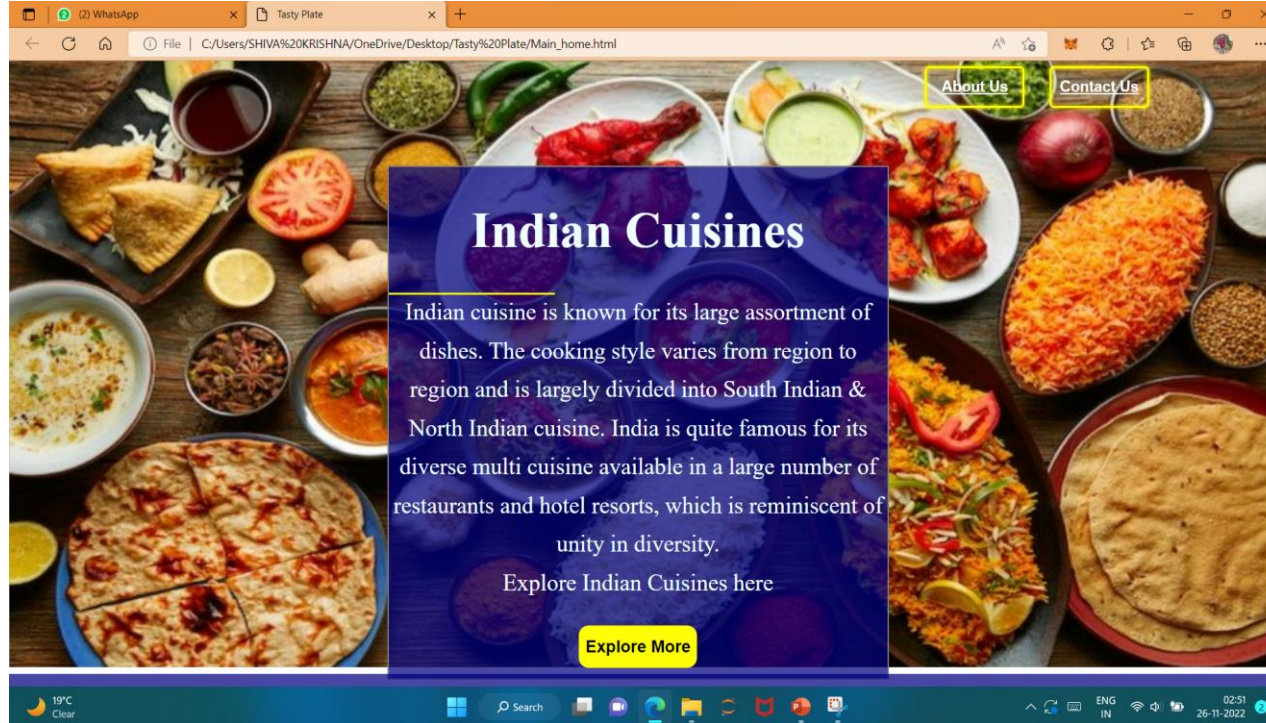 (2) WhatsApp
Tasty Plate
File | C:/Users/SHIVA%20KRISHNA/OneDrive/Desktop/Tasty%20Plate/Main_home.html
About Us
Contact Us
Indian Cuisines
Indian cuisine is known for its large assortment of
dishes. The cooking style varies from region to
region and is largely divided into South Indian &
North Indian cuisine. India is quite famous for its
diverse multi cuisine available in a large number of
restaurants and hotel resorts, which is reminiscent of
unity in diversity.
Explore Indian Cuisines here
Explore More
19°C
Clear
Search
ENG
IN
02:51
26-11-2022
2